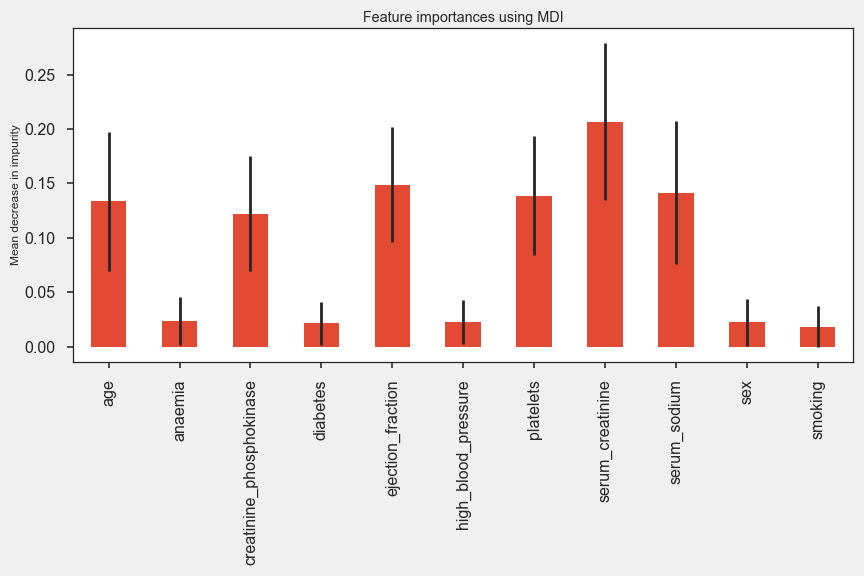 Feature importances using MDI
Mean decrease in impurity
0.25
0.20
0.15
0.10
0.05
0.00
age
anaemia
creatinine_phosphokinase
diabetes
ejection_fraction
high_blood_pressure
platelets
serum_creatinine
serum_sodium
sex
smoking